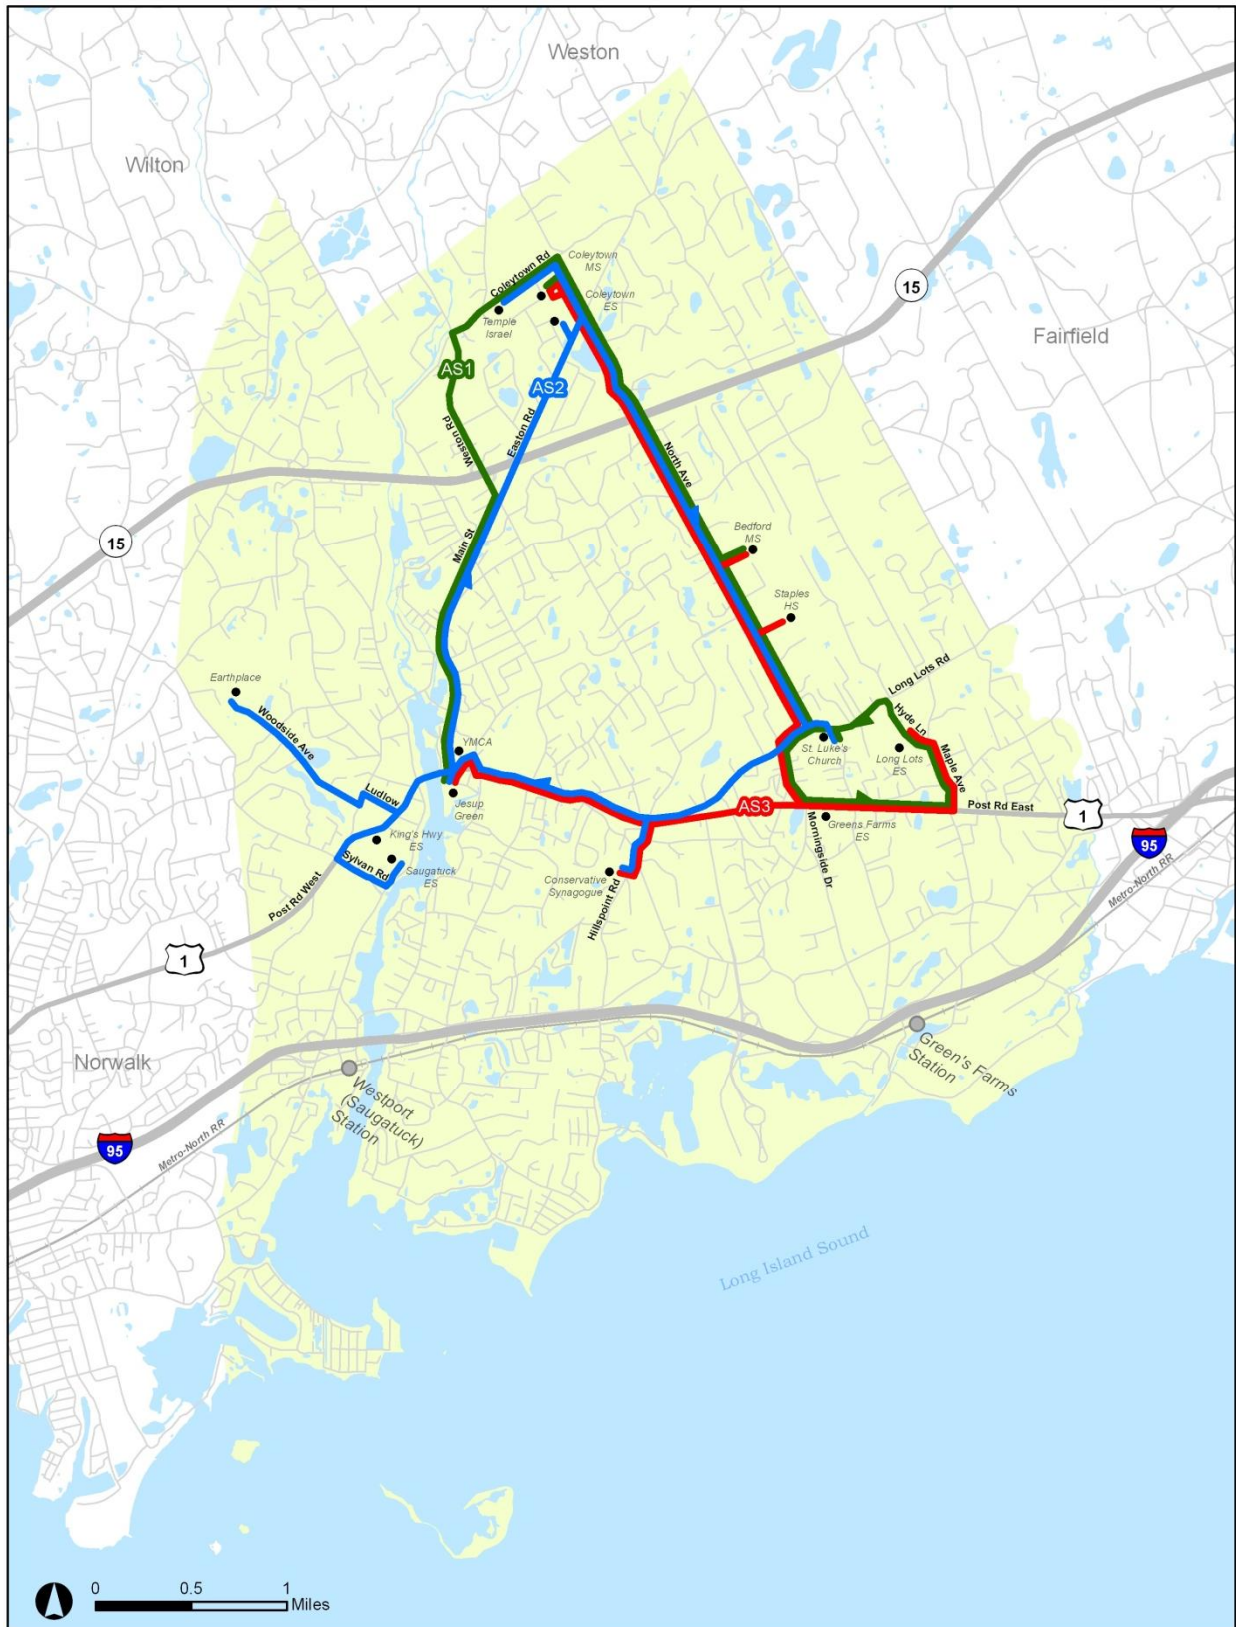 Weston
Wilton
Coleytown Rd
Coleytown
MS
Coleytown
ES
15
Temple
Israel
Fairfield
AS1
AS2
Easton Rd
Weston Rd
North Ave
15
Main St
Bedford
MS
Staples
HS
Long Lots Rd
Earthplace
Woodside Ave
Hyde Ln
YMCA
St. Luke's
Church
Long Lots
ES
Maple Ave
Ludlow
Jesup
Green
AS3
Post Rd East
1
King's Hwy
ES
Greens Farms
ES
95
Sylvan Rd
Saugatuck
ES
Morningside Dr
Conservative
Synagogue
Hillspoint Rd
Metro-North RR
Post Rd West
1
Green's Farms
Station
Norwalk
Westport
(Saugatuck)
Station
95
Metro-North RR
Long Island Sound
0 0.5 1
Miles